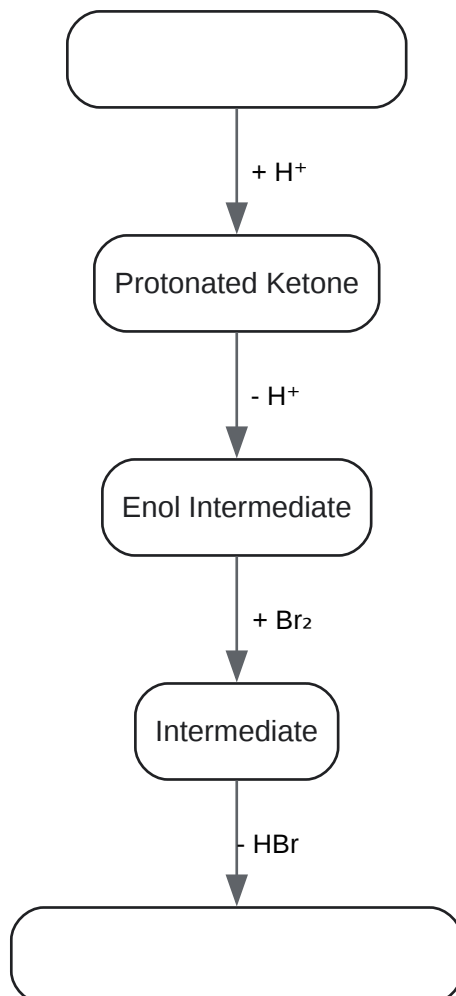 + H⁺
Protonated Ketone
- H⁺
Enol Intermediate
+ Br₂
Intermediate
- HBr